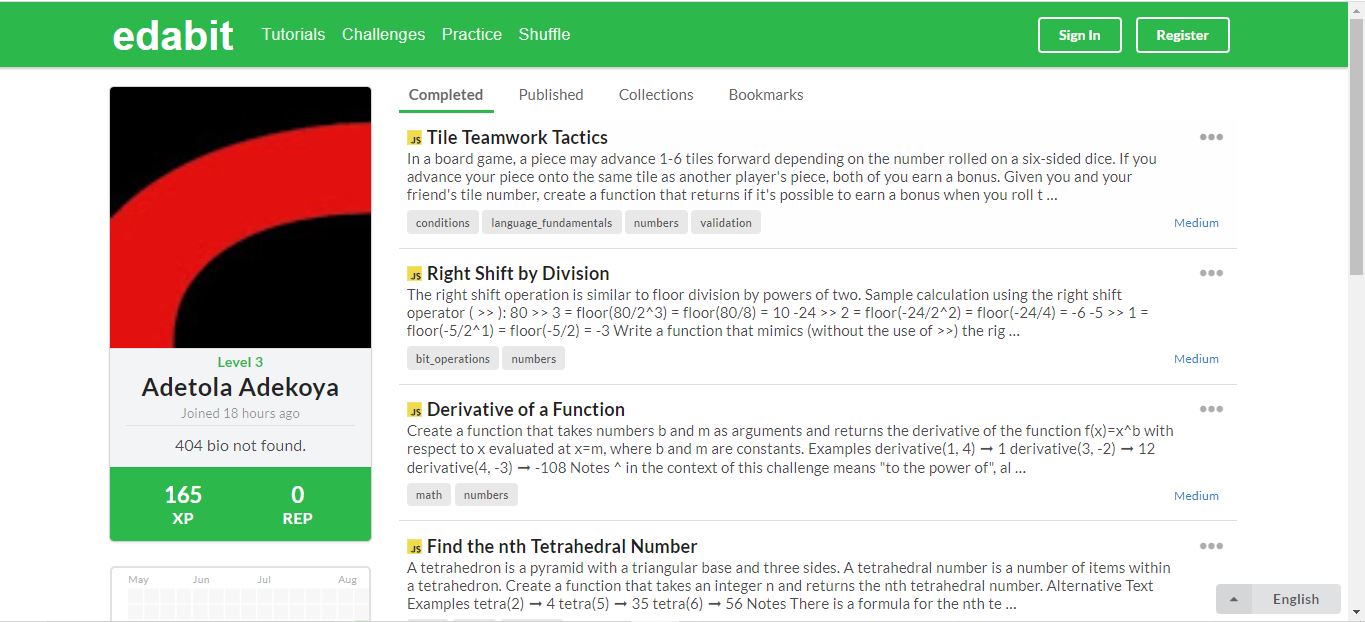 edabit Tutorials Challenges Practice Shuffle Sign In Register
Completed Published Collections Bookmarks
JS Tile Teamwork Tactics
In a board game, a piece may advance 1-6 tiles forward depending on the number rolled on a six-sided dice. If you
advance your piece onto the same tile as another player's piece, both of you earn a bonus. Given you and your
friend's tile number, create a function that returns if it's possible to earn a bonus when you roll t ...
conditions language_fundamentals numbers validation Medium
JS Right Shift by Division
The right shift operation is similar to floor division by powers of two. Sample calculation using the right shift
operator ( >> ): 80 >> 3 = floor(80/2^3) = floor(80/8) = 10 -24 >> 2 = floor(-24/2^2) = floor(-24/4) = -6 -5 >> 1 =
floor(-5/2^1) = floor(-5/2) = -3 Write a function that mimics (without the use of >>) the rig ...
bit_operations numbers Medium
JS Derivative of a Function
Create a function that takes numbers b and m as arguments and returns the derivative of the function f(x)=x^b with
respect to x evaluated at x=m, where b and m are constants. Examples derivative(1, 4) ➞ 1 derivative(3, -2) ➞ 12
derivative(4, -3) ➞ -108 Notes ^ in the context of this challenge means "to the power of", al ...
math numbers Medium
JS Find the nth Tetrahedral Number
A tetrahedron is a pyramid with a triangular base and three sides. A tetrahedral number is a number of items within
a tetrahedron. Create a function that takes an integer n and returns the nth tetrahedral number. Alternative Text
Examples tetra(2) ➞ 4 tetra(5) ➞ 35 tetra(6) ➞ 56 Notes There is a formula for the nth te ...
Level 3
Adetola Adekoya
Joined 18 hours ago
404 bio not found.
165 0
XP REP
May Jun Jul Aug
English